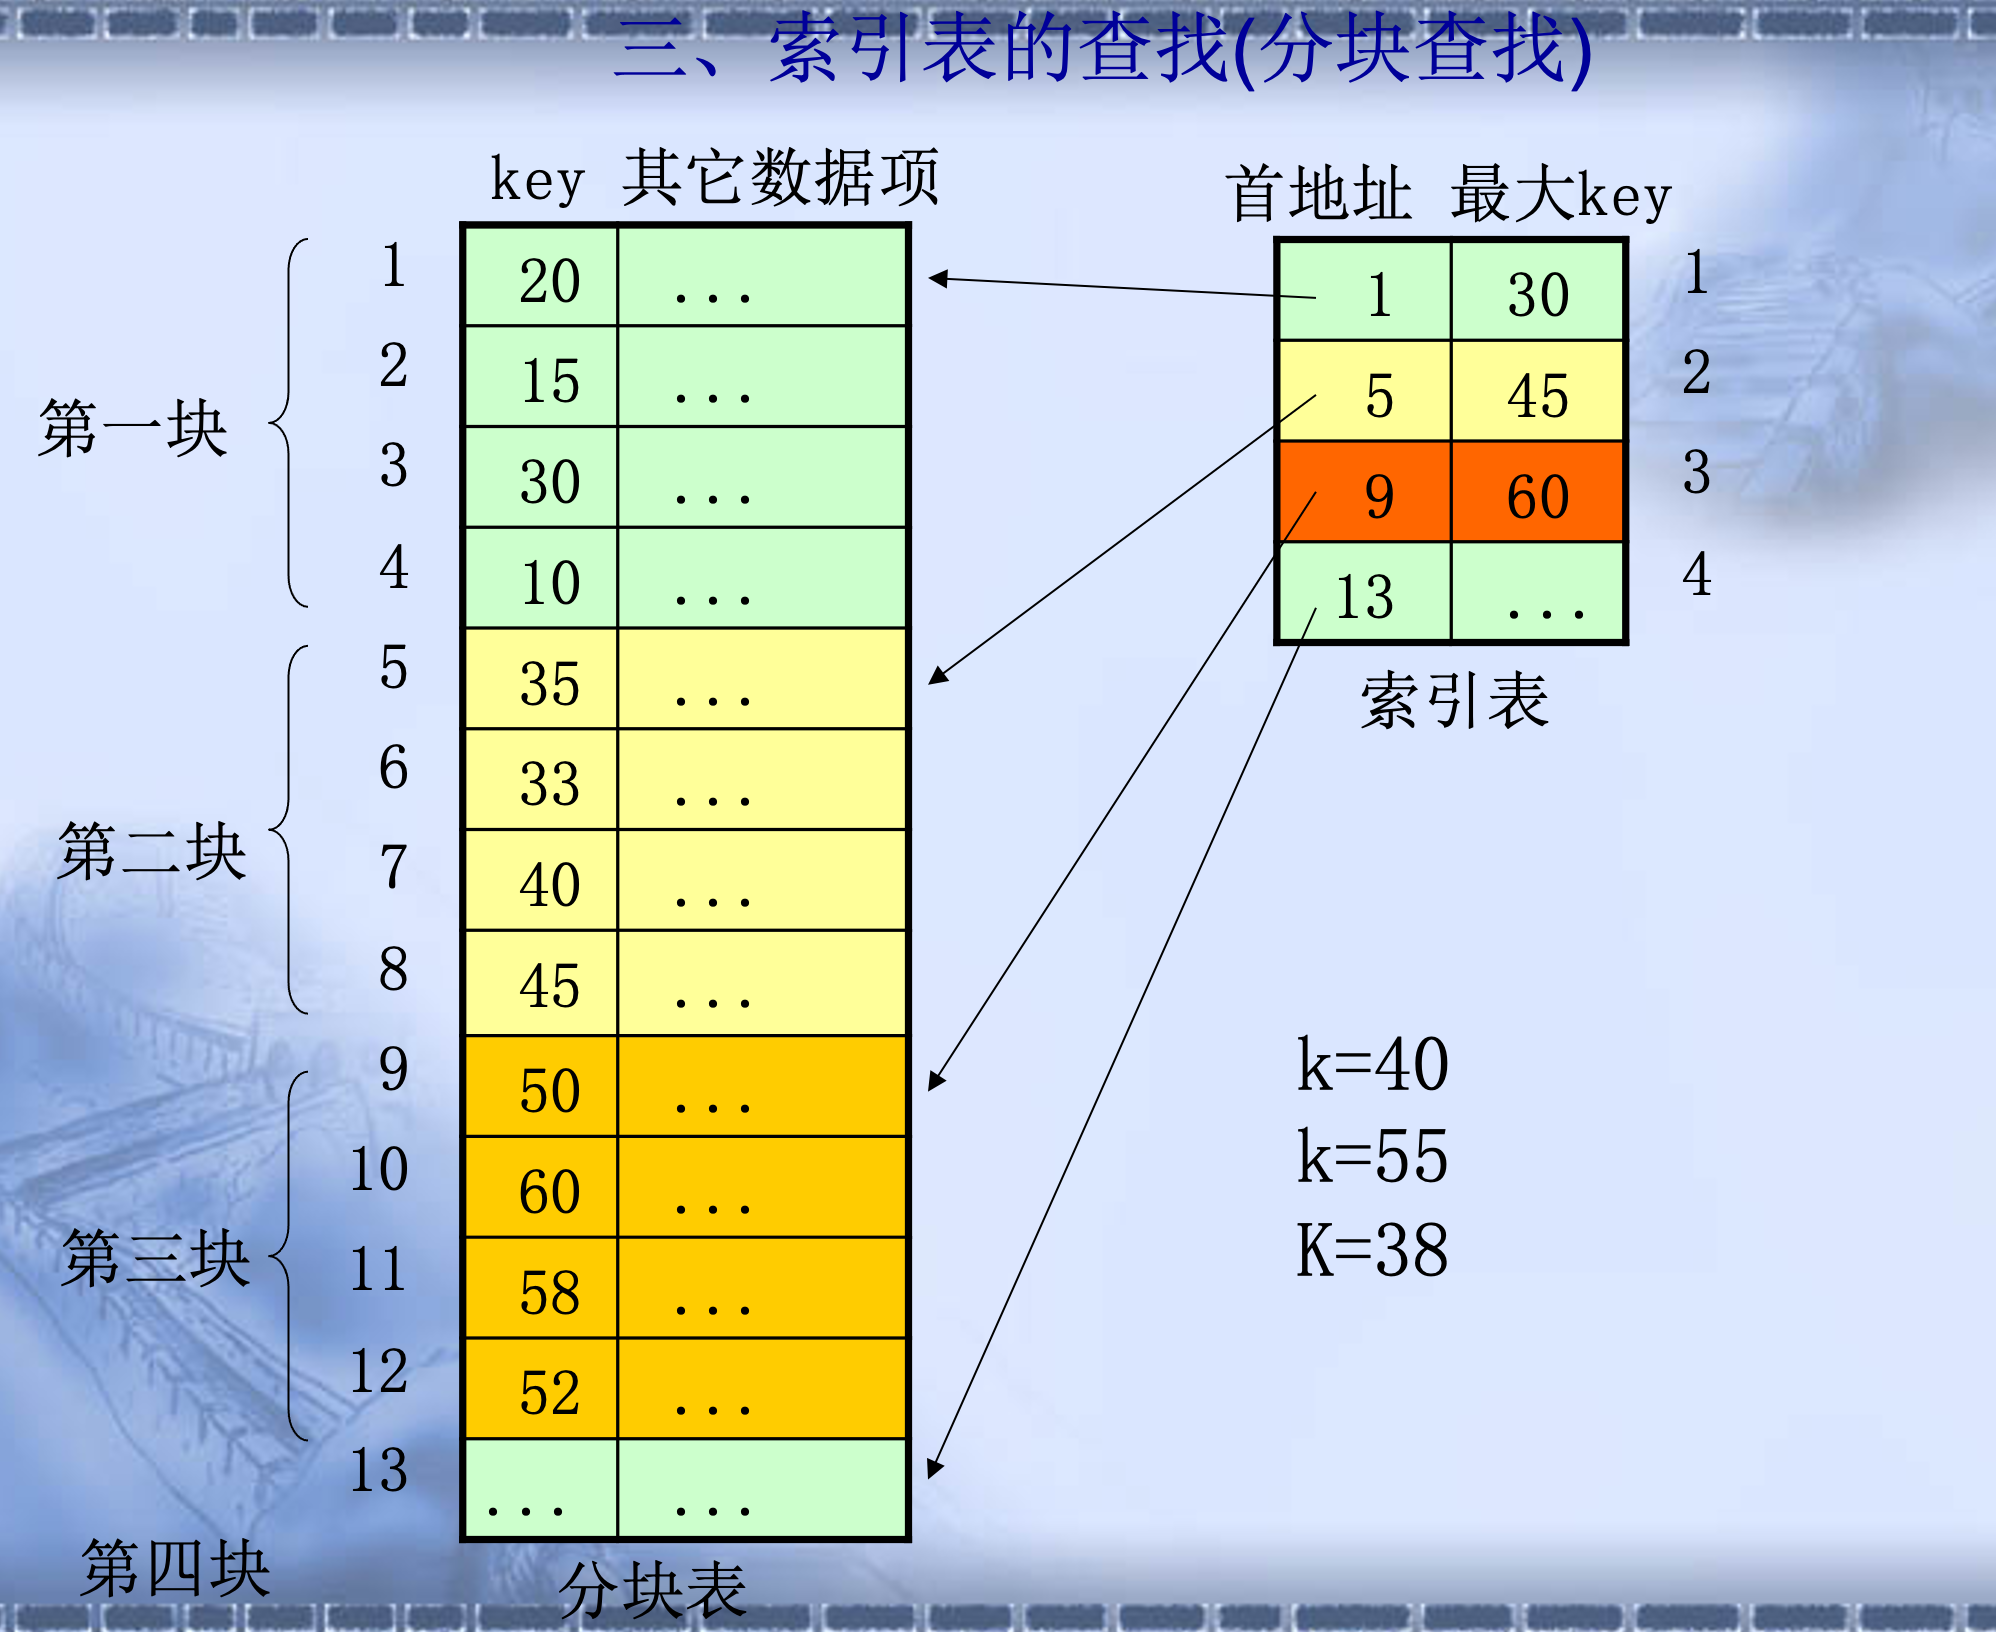 三、索引表的查找(分块查找)
key 其它数据项
首地址 最大key
1 20 ...
2 15 ...
3 30 ...
4 10 ...
5 35 ...
6 33 ...
7 40 ...
8 45 ...
9 50 ...
10 60 ...
11 58 ...
12 52 ...
13 ... ...
第一块
第二块
第三块
第四块
分块表
1 30 1
5 45 2
9 60 3
13 ... 4
索引表
k=40
k=55
K=38